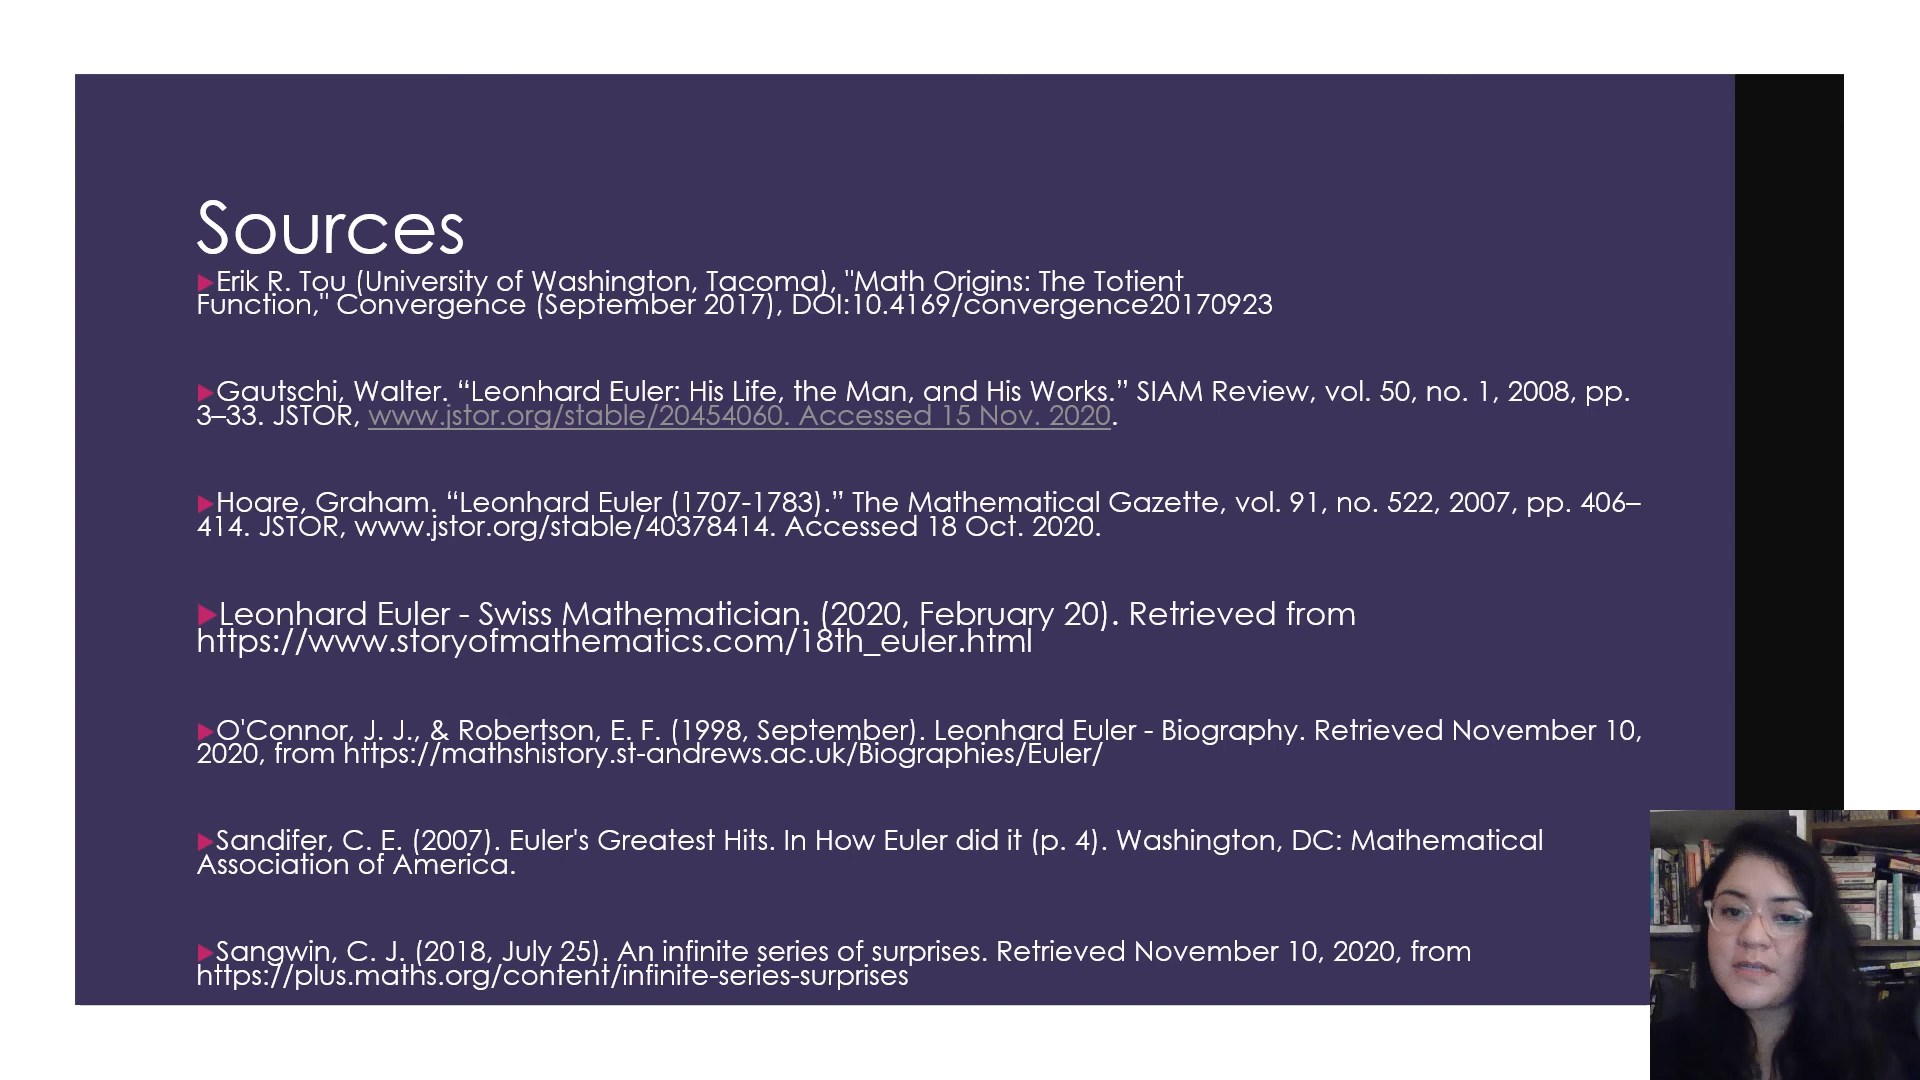 Sources
Erik R. Tou (University of Washington, Tacoma), "Math Origins: The Totient
Function," Convergence (September 2017), DOI:10.4169/convergence20170923
Gautschi, Walter. “Leonhard Euler: His Life, the Man, and His Works.” SIAM Review, vol. 50, no. 1, 2008, pp.
3–33. JSTOR, www.jstor.org/stable/20454060. Accessed 15 Nov. 2020.
Hoare, Graham. “Leonhard Euler (1707-1783).” The Mathematical Gazette, vol. 91, no. 522, 2007, pp. 406–
414. JSTOR, www.jstor.org/stable/40378414. Accessed 18 Oct. 2020.
Leonhard Euler - Swiss Mathematician. (2020, February 20). Retrieved from
https://www.storyofmathematics.com/18th_euler.html
O'Connor, J. J., & Robertson, E. F. (1998, September). Leonhard Euler - Biography. Retrieved November 10,
2020, from https://mathshistory.st-andrews.ac.uk/Biographies/Euler/
Sandifer, C. E. (2007). Euler's Greatest Hits. In How Euler did it (p. 4). Washington, DC: Mathematical
Association of America.
Sangwin, C. J. (2018, July 25). An infinite series of surprises. Retrieved November 10, 2020, from
https://plus.maths.org/content/infinite-series-surprises